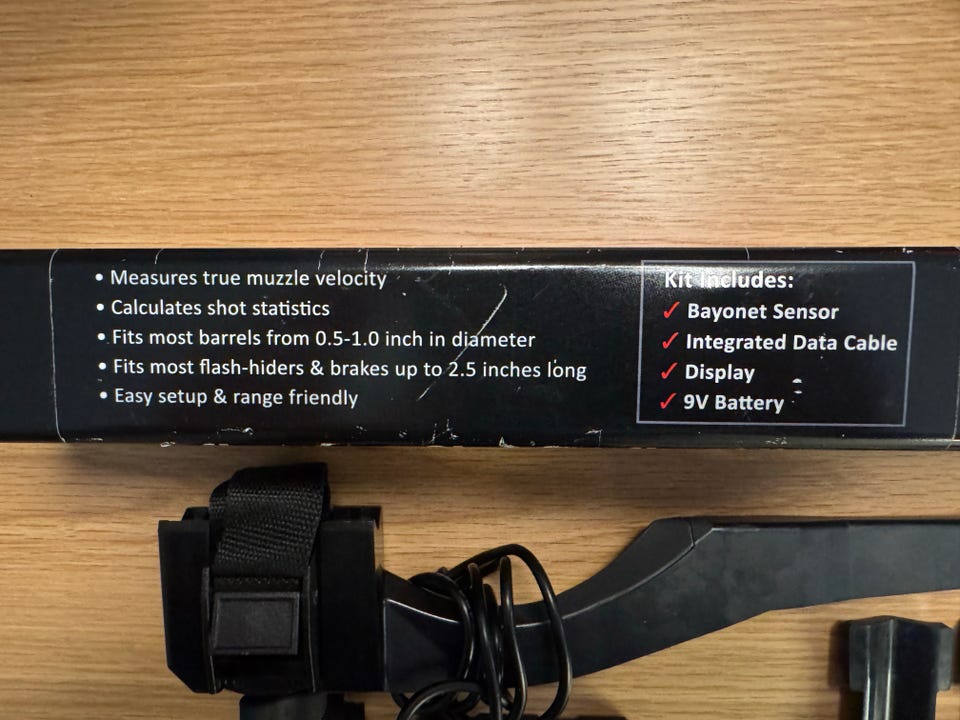 • Measures true muzzle velocity
• Calculates shot statistics
• Fits most barrels from 0.5-1.0 inch in diameter
• Fits most flash-hiders & brakes up to 2.5 inches long
• Easy setup & range friendly
Kit Includes:
✓ Bayonet Sensor
✓ Integrated Data Cable
✓ Display
✓ 9V Battery